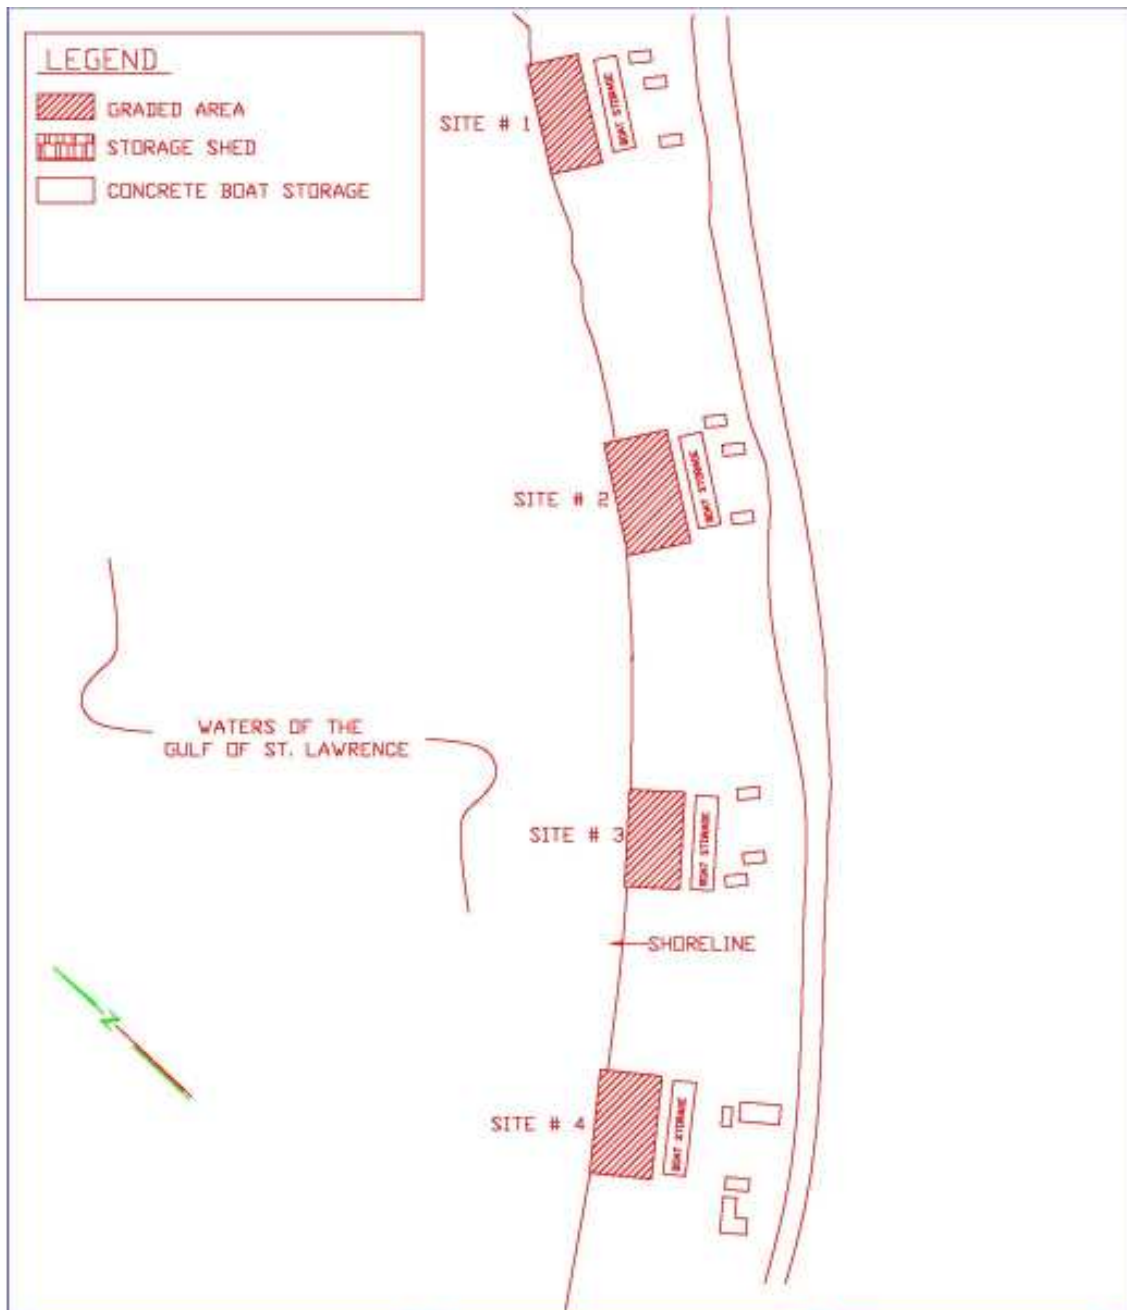 LEGEND
GRADED AREA
STORAGE SHED
CONCRETE BOAT STORAGE
SITE # 1
BOAT STORAGE
SITE # 2
BOAT STORAGE
WATERS OF THE
GULF OF ST. LAWRENCE
SITE # 3
BOAT STORAGE
SHORELINE
N
SITE # 4
BOAT STORAGE